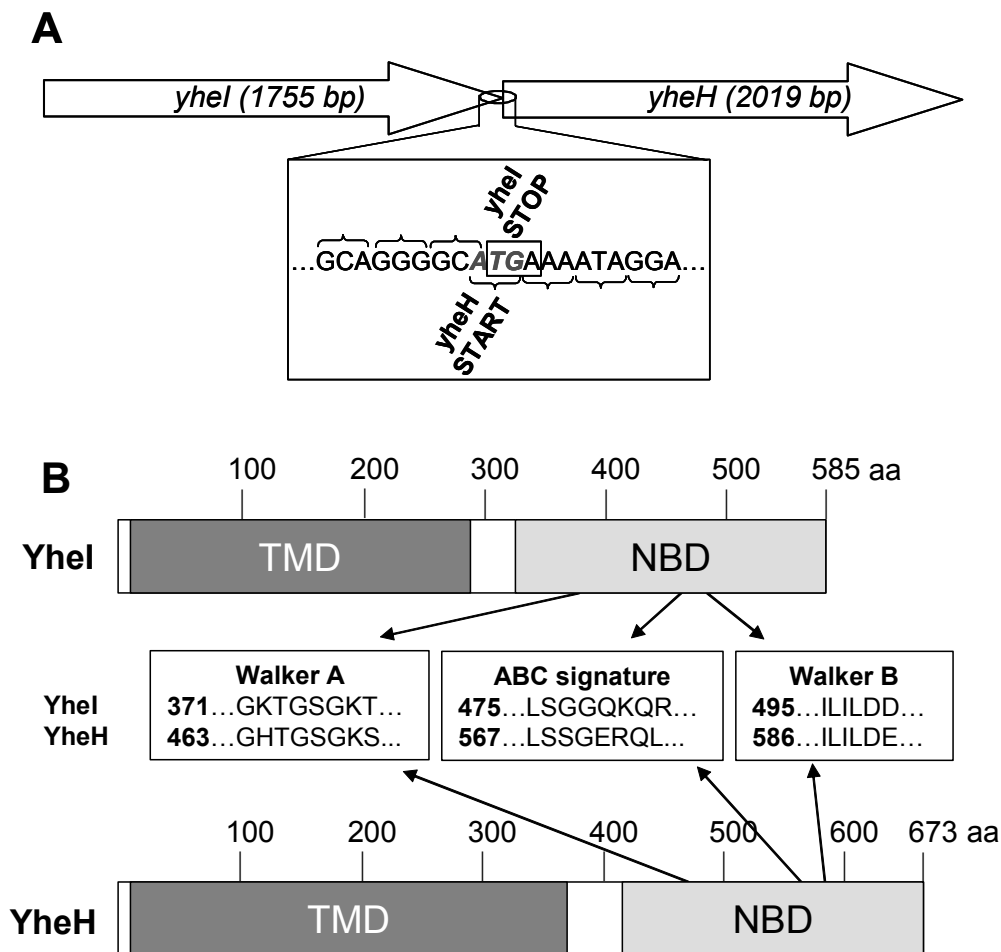 A
yheI (1755 bp)
yheH (2019 bp)
yheI
STOP
...GCAGGGGCATGAAAATAGGA...
yheH
START
B
100 200 300 400 500 585 aa
YheI
TMD
NBD
Walker A
ABC signature
Walker B
YheI
371...GKTGSGKT...
475...LSGGQKQR...
495...ILILDD...
YheH
463...GHTGSGKS...
567...LSSGERQL...
586...ILILDE...
100 200 300 400 500 600 673 aa
YheH
TMD
NBD